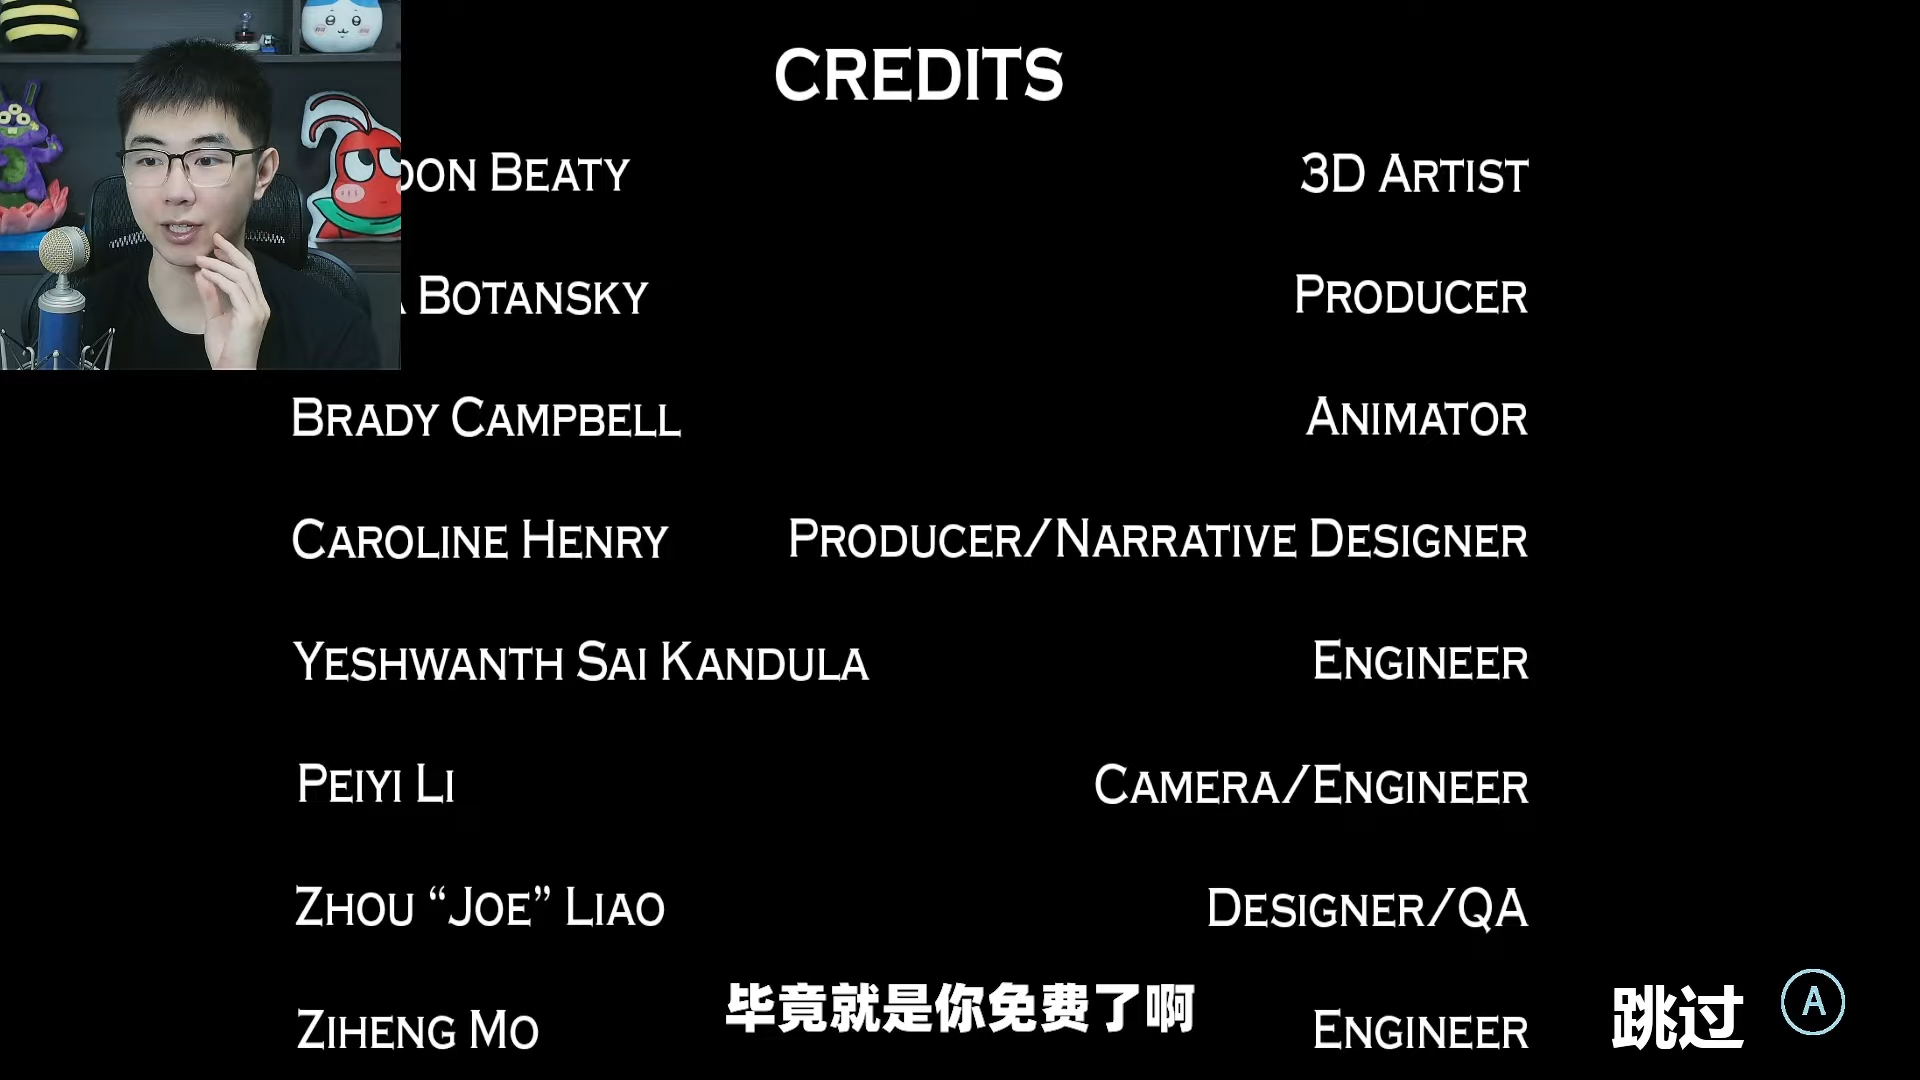 CREDITS
BEATY 3D ARTIST
BOTANSKY PRODUCER
BRADY CAMPBELL ANIMATOR
CAROLINE HENRY PRODUCER/NARRATIVE DESIGNER
YESHWANTH SAI KANDULA ENGINEER
PEIYI LI CAMERA/ENGINEER
ZHOU “JOE” LIAO DESIGNER/QA
ZIHENG MO ENGINEER
毕竟就是你免费了啊
跳过 A